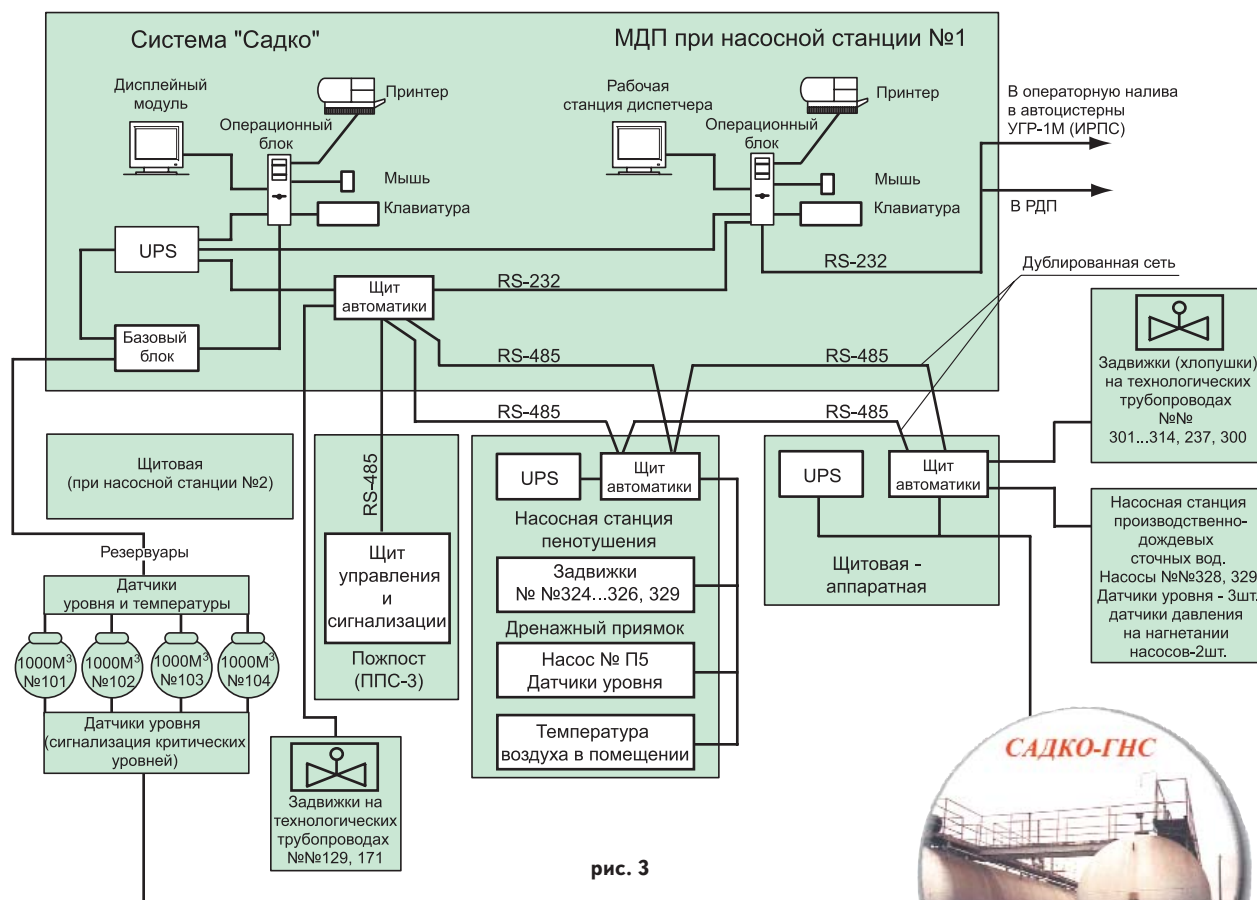 Система "Садко"
МДП при насосной станции №1
Дисплейный
модуль
Принтер
Операционный
блок
Мышь
Клавиатура
UPS
Базовый
блок
Рабочая
станция диспетчера
Принтер
Операционный
блок
Мышь
Клавиатура
В операторную налива
в автоцистерны
УГР-1М (ИРПС)
В РДП
RS-232
Дублированная сеть
Щит
автоматики
RS-232
RS-485
RS-485
RS-485
RS-485
RS-485
Задвижки (хлопушки)
на технологических
трубопроводах
№№
301...314, 237, 300
Щитовая
(при насосной станции №2)
Резервуары
Датчики
уровня и температуры
1000М³
№101
1000М³
№102
1000М³
№103
1000М³
№104
Датчики уровня
(сигнализация критических
уровней)
Щит
управления
и
сигнализации
Пожпост
(ППС-3)
Задвижки на
технологических
трубопроводах
№№129, 171
UPS
Щит
автоматики
Насосная станция
пенотушения
Задвижки
№ №324...326, 329
Дренажный приямок
Насос № П5
Датчики уровня
Температура
воздуха в помещении
UPS
Щит
автоматики
Щитовая -
аппаратная
Насосная станция
производственно-
дождевых
сточных вод.
Насосы №№328, 329
Датчики уровня - 3шт.
датчики давления
на нагнетании
насосов-2шт.
САДКО-ГНС
рис. 3